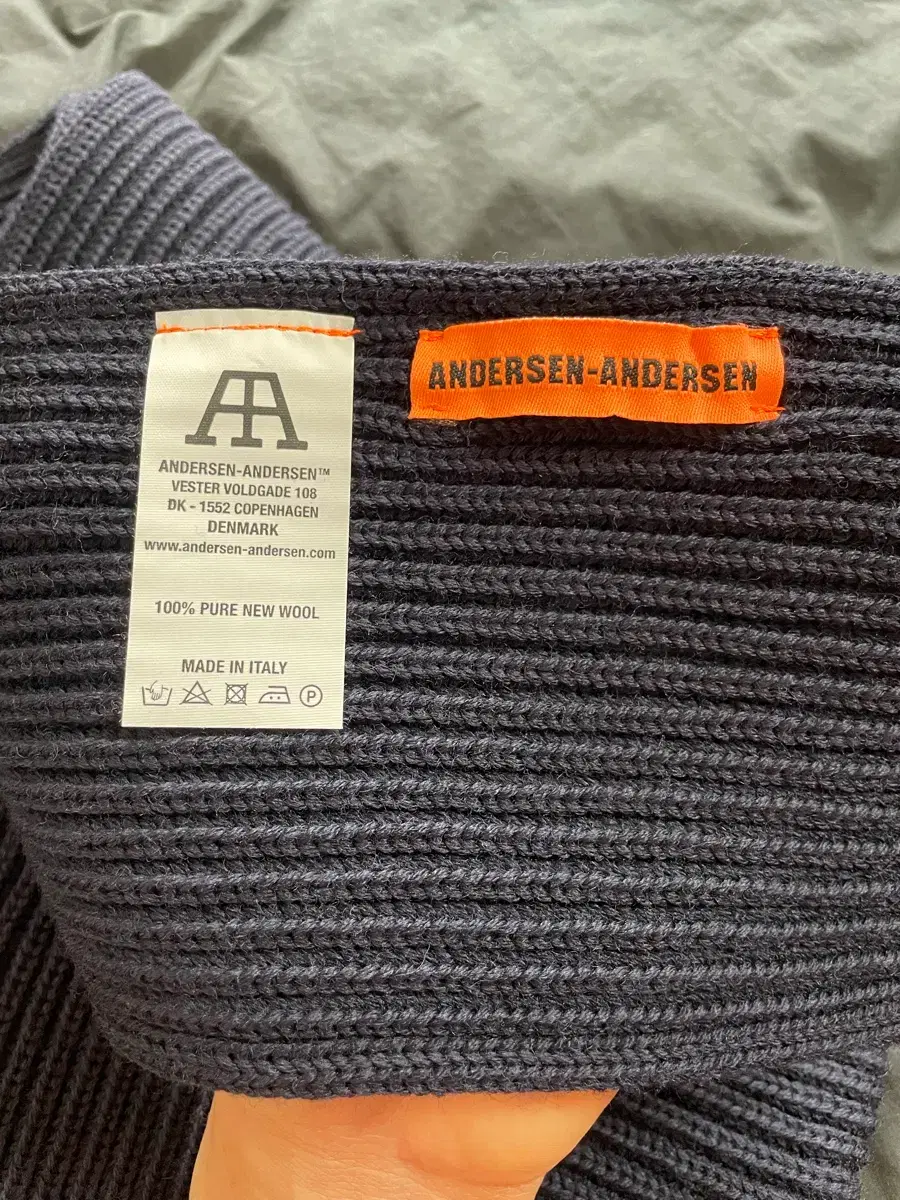 AA
ANDERSEN-ANDERSEN™
VESTER VOLDGADE 108
DK - 1552 COPENHAGEN
DENMARK
www.andersen-andersen.com
100% PURE NEW WOOL
MADE IN ITALY
P
ANDERSEN-ANDERSEN